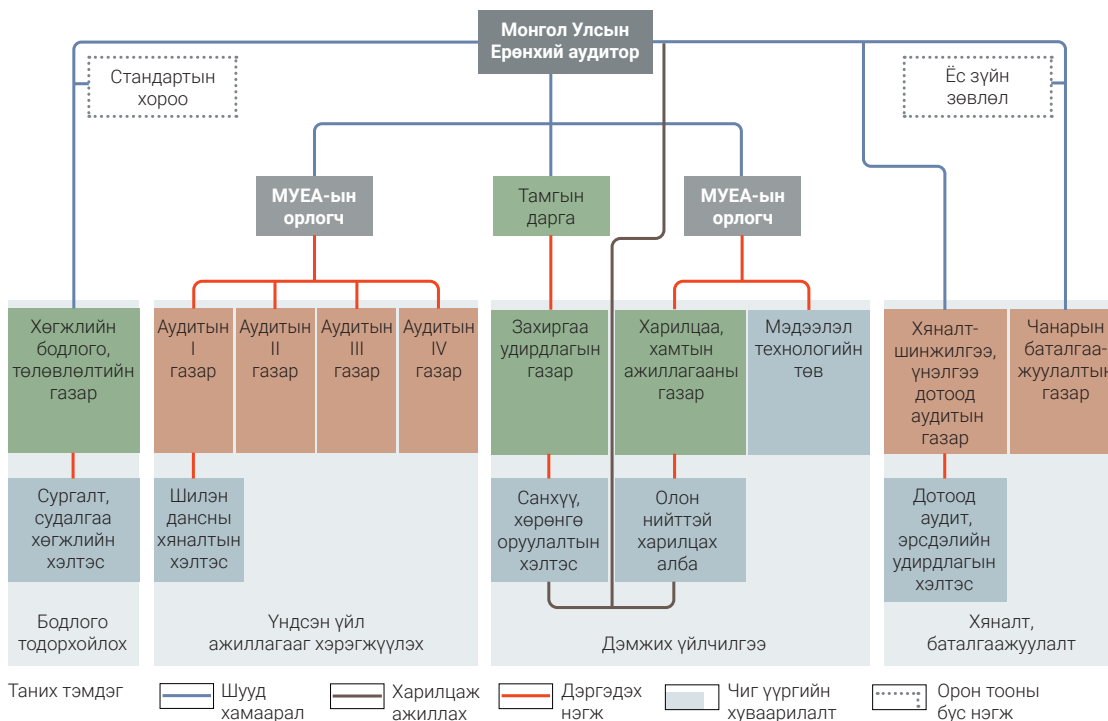 Монгол Улсын
Ерөнхий аудитор
Стандартын
хороо
Ёс зүйн
зөвлөл
МУЕА-ын
орлогч
Тамгын
дарга
МУЕА-ын
орлогч
Хөгжлийн
бодлого,
төлөвлөлтийн
газар
Аудитын
I
газар
Аудитын
II
газар
Аудитын
III
газар
Аудитын
IV
газар
Захиргаа
удирдлагын
газар
Харилцаа,
хамтын
ажиллагааны
газар
Мэдээлэл
технологийн
төв
Хяналт-
шинжилгээ,
үнэлгээ
дотоод
аудитын
газар
Чанарын
баталгаа-
жуулалтын
газар
Сургалт,
судалгаа
хөгжлийн
хэлтэс
Шилэн
дансны
хяналтын
хэлтэс
Санхүү,
хөрөнгө
оруулалтын
хэлтэс
Олон
нийттэй
харилцах
алба
Дотоод
аудит,
эрсдэлийн
удирдлагын
хэлтэс
Бодлого
тодорхойлох
Үндсэн үйл
ажиллагааг хэрэгжүүлэх
Дэмжих үйлчилгээ
Хяналт,
баталгаажуулалт
Таних тэмдэг
Шууд
хамаарал
Харилцаж
ажиллах
Дэргэдэх
нэгж
Чиг үүргийн
хуваарилалт
Орон тооны
бус нэгж